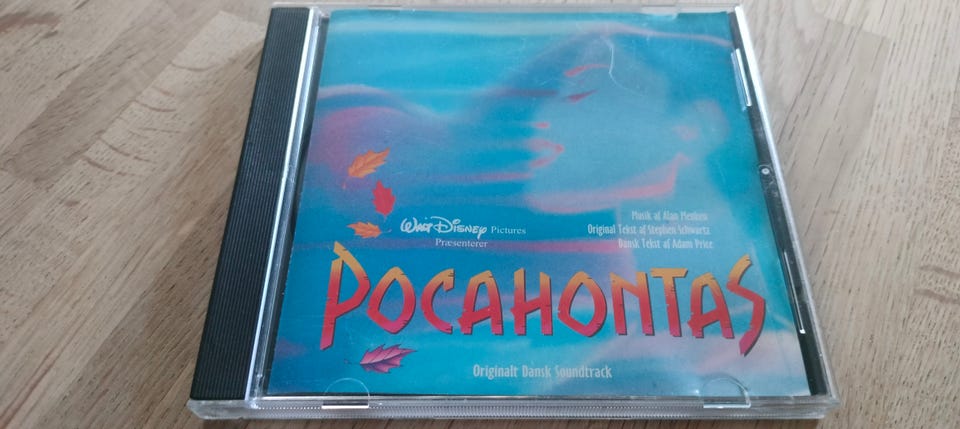 WALT DISNEY Pictures
Præsenterer
Musik af Alan Menken
Original Tekst af Stephen Schwartz
Dansk Tekst af Adam Price
POCAHONTAS
Originalt Dansk Soundtrack